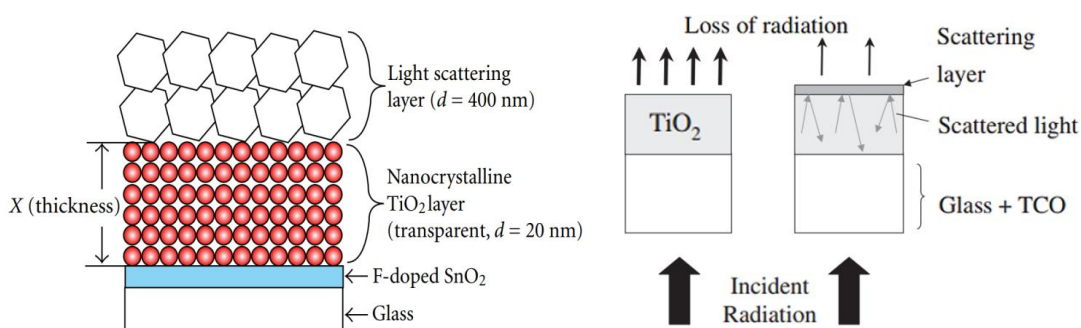 Light scattering
layer (d = 400 nm)
X (thickness)
Nanocrystalline
TiO2 layer
(transparent, d = 20 nm)
F-doped SnO2
Glass
Loss of radiation
Scattering
layer
TiO2
Scattered light
Glass + TCO
Incident
Radiation